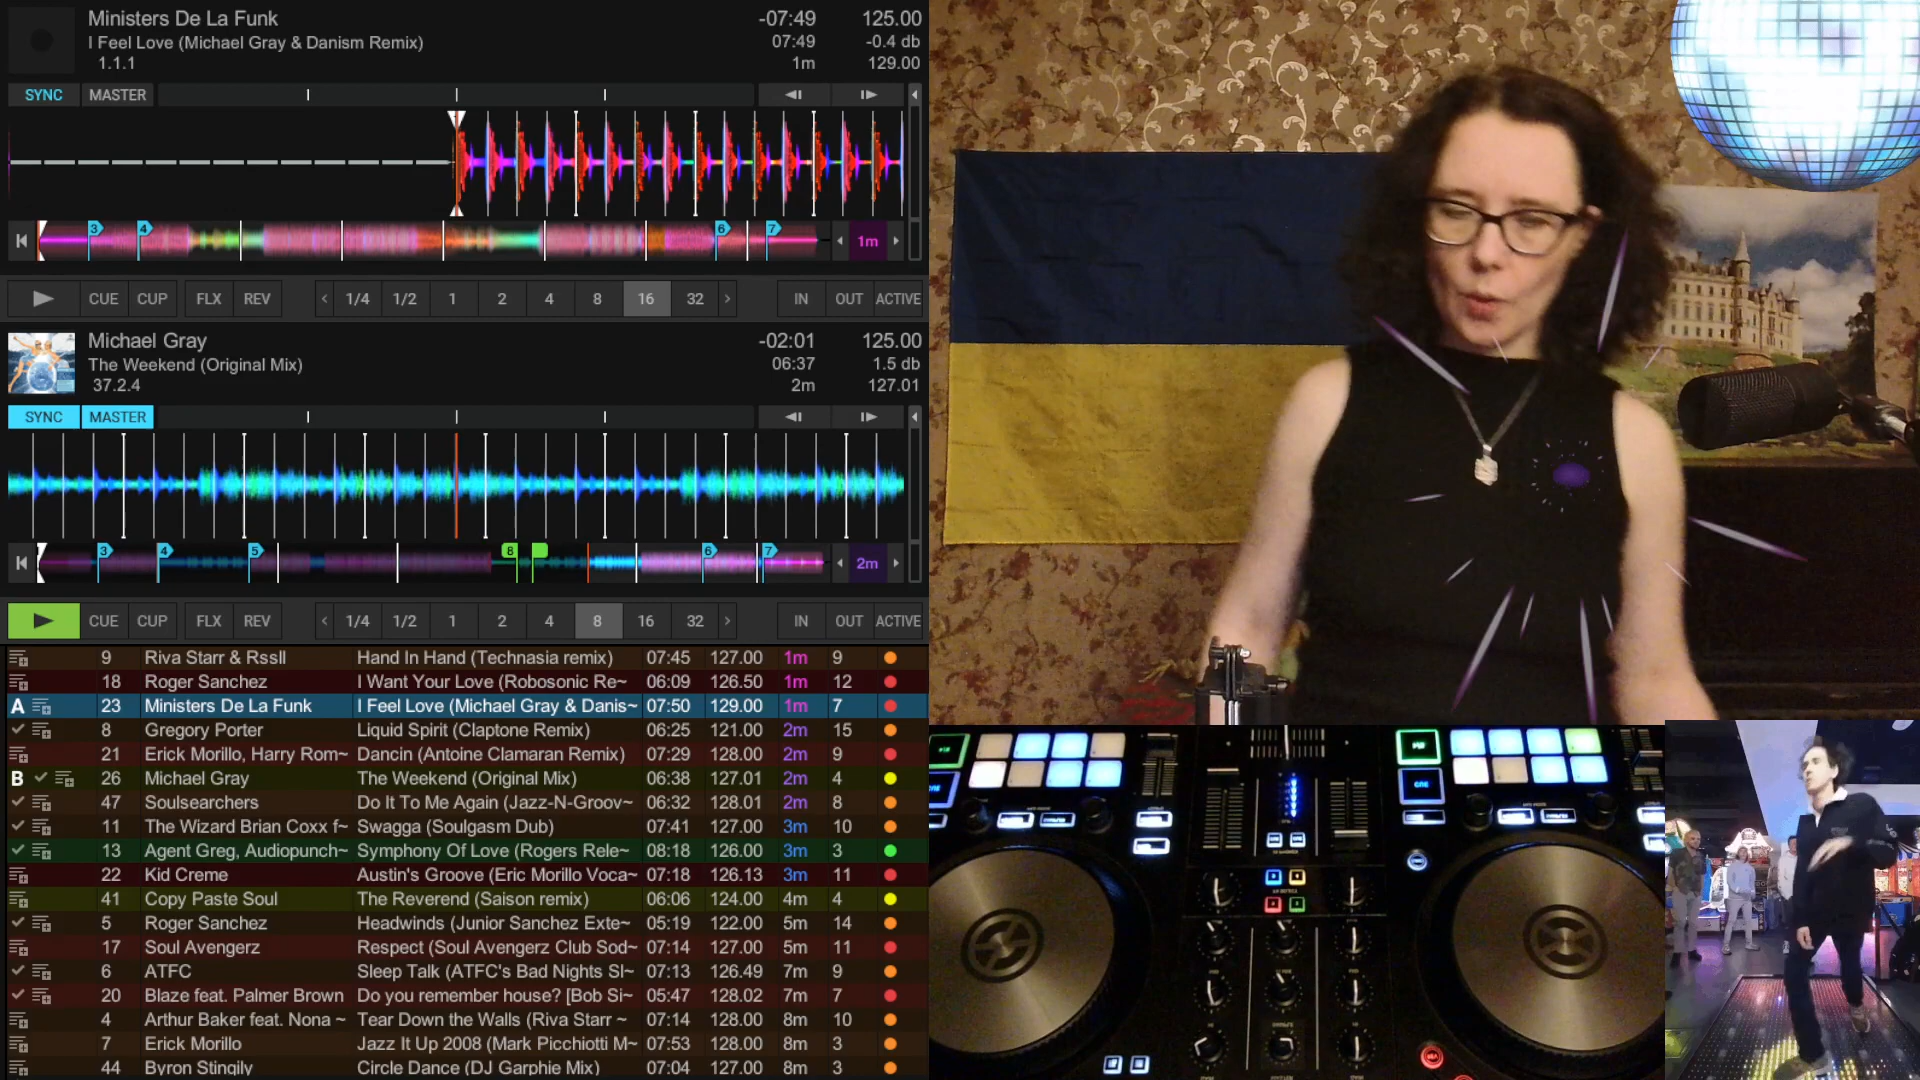 Ministers De La Funk -07:49 125.00
I Feel Love (Michael Gray & Danism Remix) 07:49 -0.4 db
1.1.1 1m 129.00
SYNC MASTER
3 4 6 7 1m
CUE CUP FLX REV 1/4 1/2 1 2 4 8 16 32 IN OUT ACTIVE
Michael Gray -02:01 125.00
The Weekend (Original Mix) 06:37 1.5 db
37.2.4 2m 127.01
SYNC MASTER
3 4 5 8 6 7 2m
CUE CUP FLX REV 1/4 1/2 1 2 4 8 16 32 IN OUT ACTIVE
9 Riva Starr & Rssll Hand In Hand (Technasia remix) 07:45 127.00 1m 9
18 Roger Sanchez I Want Your Love (Robosonic Re~ 06:09 126.50 1m 12
A 23 Ministers De La Funk I Feel Love (Michael Gray & Danis~ 07:50 129.00 1m 7
8 Gregory Porter Liquid Spirit (Claptone Remix) 06:25 121.00 2m 15
21 Erick Morillo, Harry Rom~ Dancin (Antoine Clamaran Remix) 07:29 128.00 2m 9
B 26 Michael Gray The Weekend (Original Mix) 06:38 127.01 2m 4
47 Soulsearchers Do It To Me Again (Jazz-N-Groov~ 06:32 128.01 2m 8
11 The Wizard Brian Coxx f~ Swagga (Soulgasm Dub) 07:41 127.00 3m 10
13 Agent Greg, Audiopunch~ Symphony Of Love (Rogers Rele~ 08:18 126.00 3m 3
22 Kid Creme Austin's Groove (Eric Morillo Voca~ 07:18 126.13 3m 11
41 Copy Paste Soul The Reverend (Saison remix) 06:06 124.00 4m 4
5 Roger Sanchez Headwinds (Junior Sanchez Exte~ 05:19 122.00 5m 14
17 Soul Avengerz Respect (Soul Avengerz Club Sod~ 07:14 127.00 5m 11
6 ATFC Sleep Talk (ATFC's Bad Nights Sl~ 07:13 126.49 7m 9
20 Blaze feat. Palmer Brown Do you remember house? [Bob Si~ 05:47 128.02 7m 7
4 Arthur Baker feat. Nona ~ Tear Down the Walls (Riva Starr ~ 07:14 128.00 8m 10
7 Erick Morillo Jazz It Up 2008 (Mark Picchiotti M~ 07:53 128.00 8m 3
44 Byron Stingily Circle Dance (DJ Garphie Mix) 07:04 127.00 8m 3